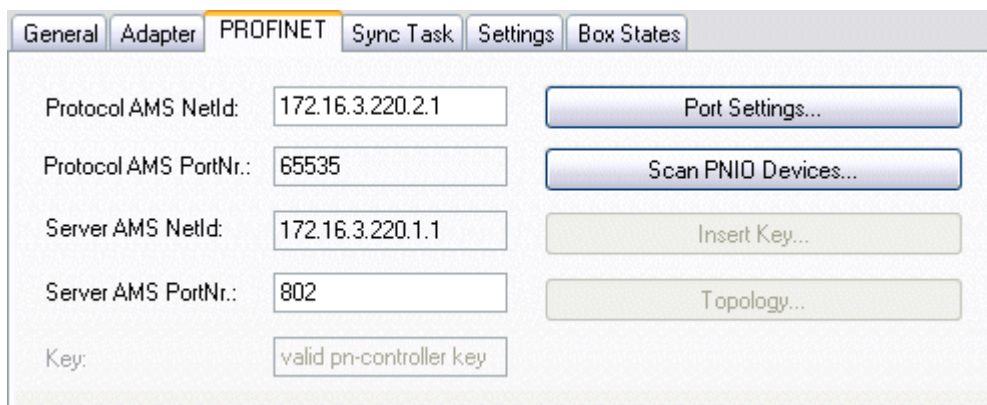 General Adapter PROFINET Sync Task Settings Box States
Protocol AMS NetId: 172.16.3.220.2.1 Port Settings...
Protocol AMS PortNr.: 65535 Scan PNIO Devices...
Server AMS NetId: 172.16.3.220.1.1 Insert Key...
Server AMS PortNr.: 802 Topology...
Key: valid pn-controller key